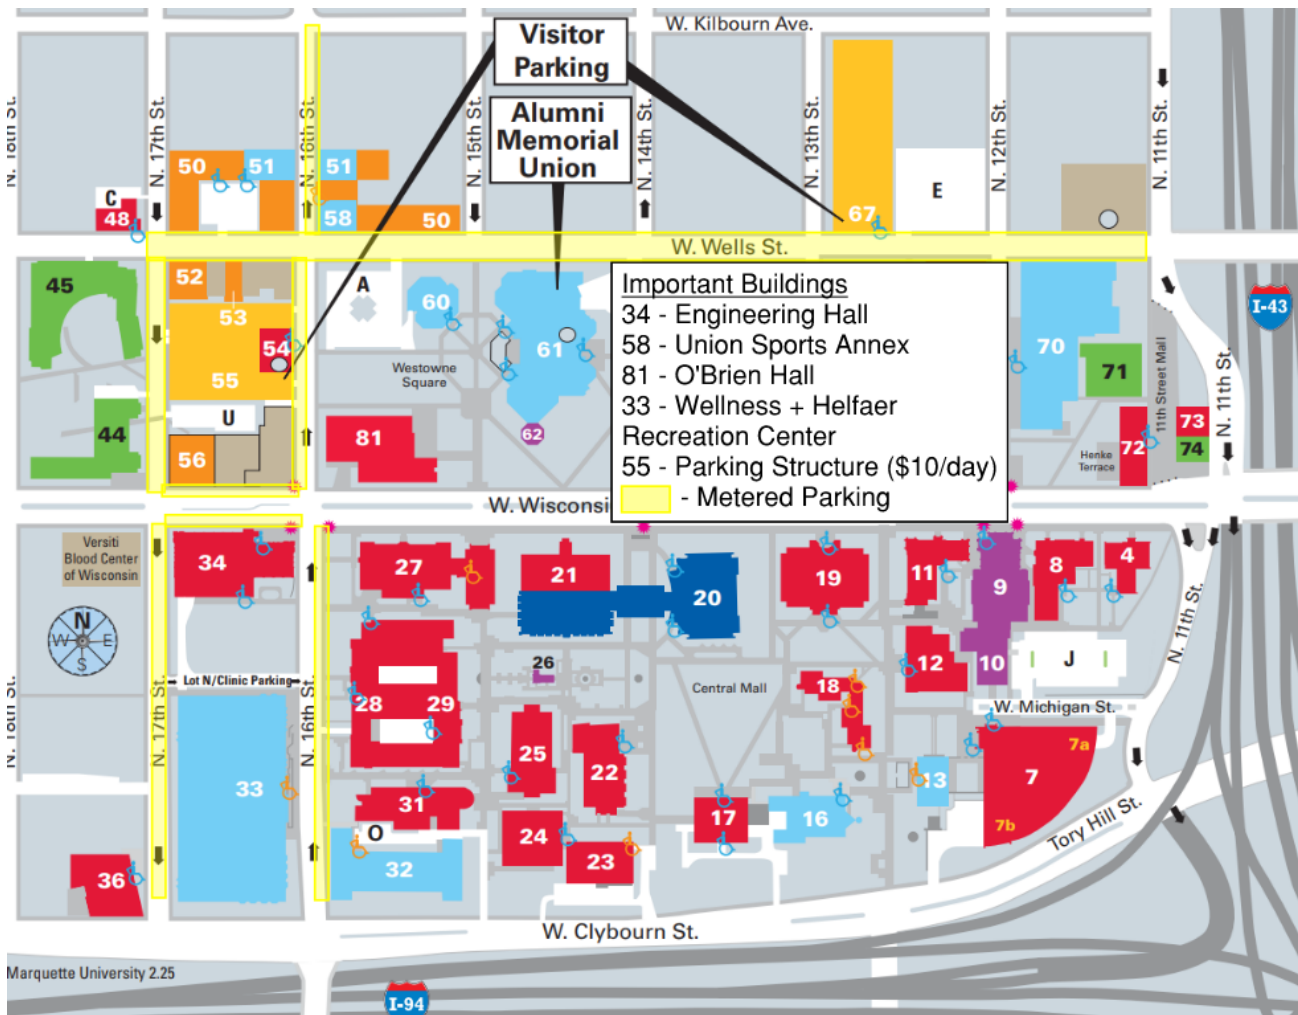 W. Kilbourn Ave.
Visitor
Parking
Alumni
Memorial
Union
N. 18th St.
N. 17th St.
N. 16th St.
N. 15th St.
N. 14th St.
N. 13th St.
N. 12th St.
N. 11th St.
50
51
51
C
48
58
50
67
E
W. Wells St.
45
52
53
54
55
A
60
61
Westowne
Square
U
44
56
81
62
Important Buildings
34 - Engineering Hall
58 - Union Sports Annex
81 - O'Brien Hall
33 - Wellness + Helfaer
Recreation Center
55 - Parking Structure ($10/day)
- Metered Parking
70
71
72
73
74
Henke
Terrace
11th Street Mall
N. 11th St.
I-43
W. Wisconsi
Versiti
Blood Center
of Wisconsin
34
27
21
20
19
11
9
8
4
N
W
E
S
26
12
10
J
Lot N/Clinic Parking
28
29
Central Mall
18
W. Michigan St.
N. 11th St.
N. 18th St.
N. 17th St.
N. 16th St.
33
25
22
31
O
24
23
32
17
16
13
7a
7
7b
36
Tory Hill St.
W. Clybourn St.
Marquette University 2.25
I-94